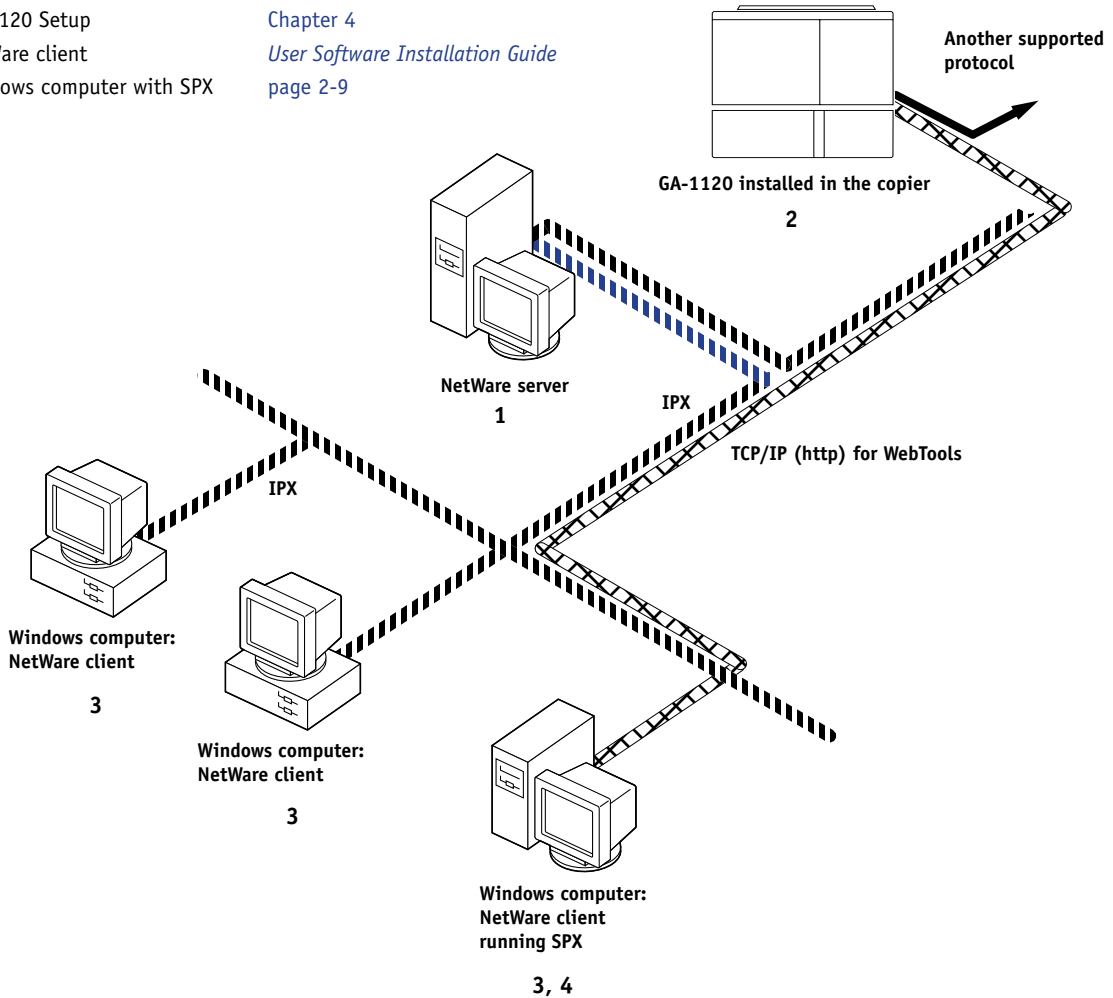 120 Setup Chapter 4
are client User Software Installation Guide
ows computer with SPX page 2-9
Another supported
protocol
GA-1120 installed in the copier
2
NetWare server
1
IPX
TCP/IP (http) for WebTools
IPX
Windows computer:
NetWare client
3
Windows computer:
NetWare client
3
Windows computer:
NetWare client
running SPX
3, 4